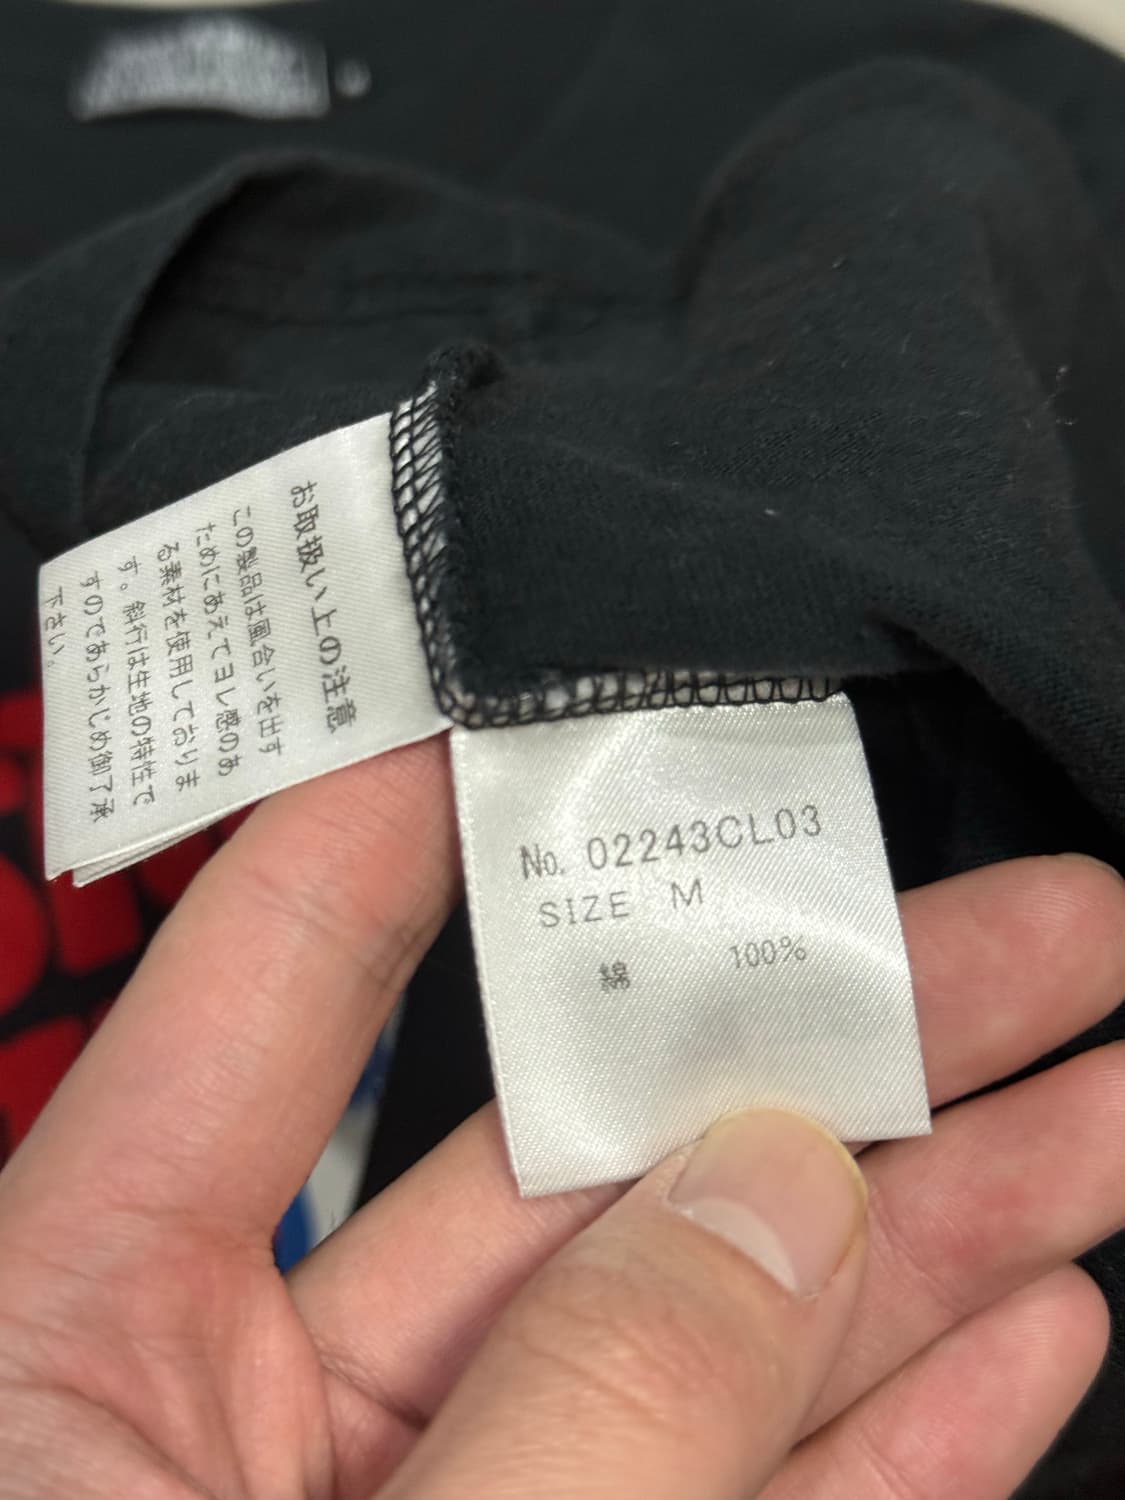 お取扱い上の注意
この製品は風合いを出す
ためにあえてヨレ感のあ
る素材を使用しておりま
す。斜行は生地の特性で
すのであらかじめ御了承
下さい。
No. 02243CL03
SIZE M
綿 100%